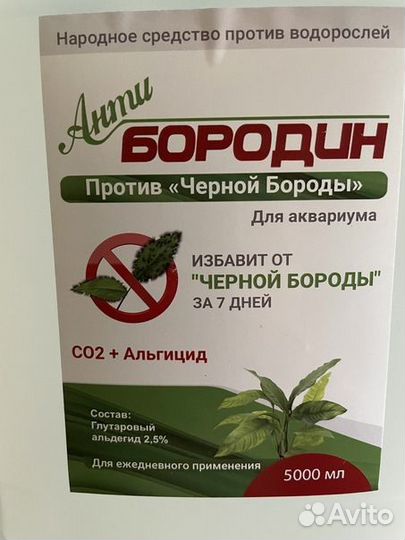 Народное средство против водорослей
Анти
БОРОДИН
Против «Черной Бороды»
Для аквариума
ИЗБАВИТ ОТ
"ЧЕРНОЙ БОРОДЫ"
ЗА 7 ДНЕЙ
СО2 + Альгицид
Состав:
Глутаровый
альдегид 2,5%
Для ежедневного применения
5000 мл
Avito